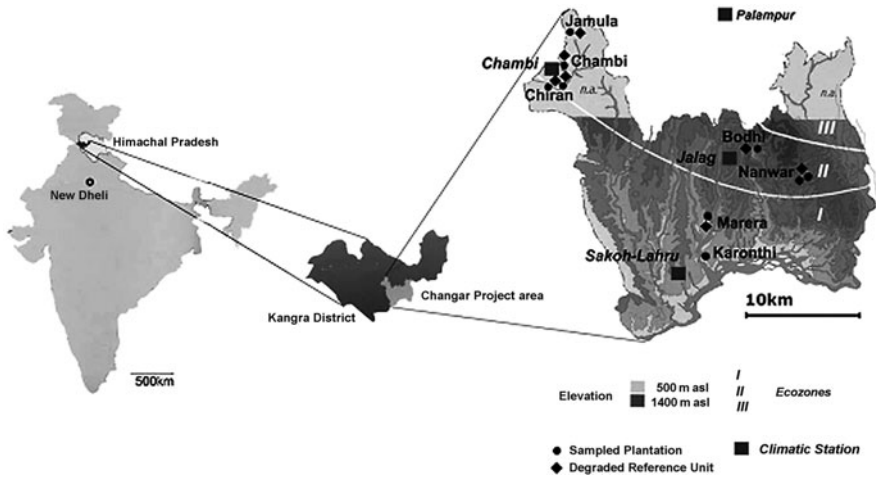 Himachal Pradesh
New Dheli
500km
Kangra District
Changar Project area
Palampur
Jamula
Chambi
Chambi
Chiran
n.a.
n.a.
III
Bodhi
Jalag
Nanwar
II
I
Marera
Sakoh-Lahru
Karonthi
10km
Elevation
500 m asl
1400 m asl
I
II
III
Ecozones
Sampled Plantation
Degraded Reference Unit
Climatic Station